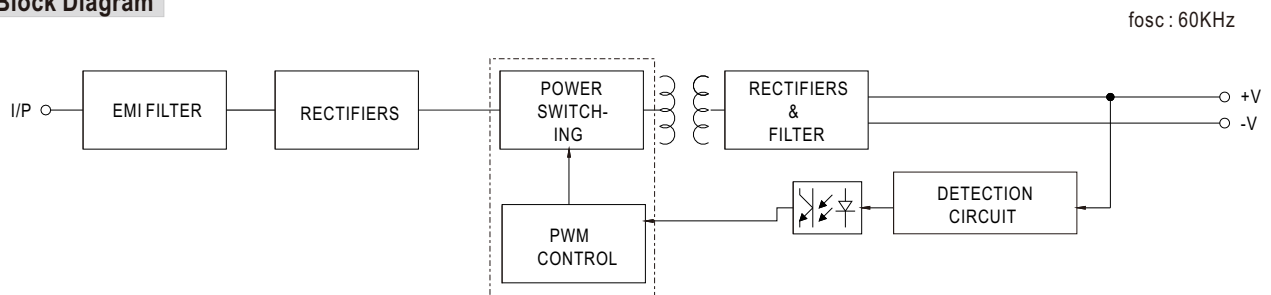 Block Diagram
fosc : 60KHz
I/P
EMI FILTER
RECTIFIERS
POWER
SWITCH-
ING
RECTIFIERS
&
FILTER
+V
-V
DETECTION
CIRCUIT
PWM
CONTROL